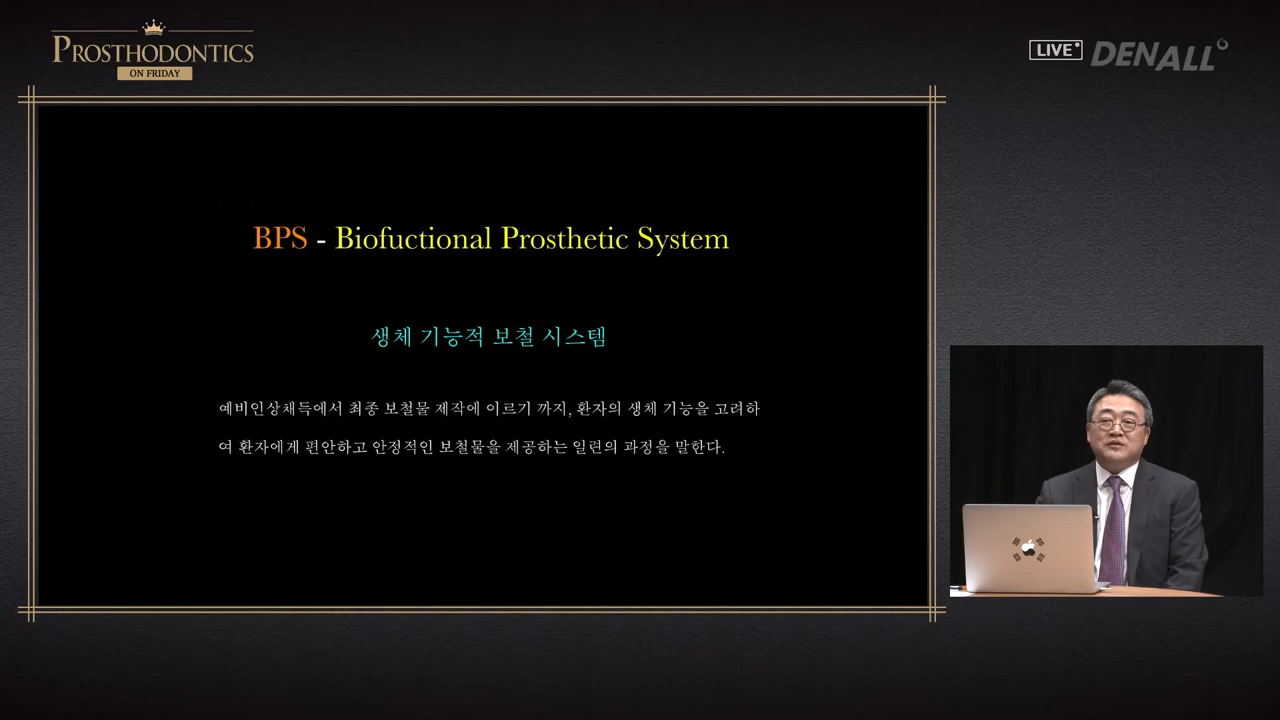 PROSTHODONTICS
ON FRIDAY
LIVE
DENALL
BPS - Biofuctional Prosthetic System
생체 기능적 보철 시스템
예비인상채득에서 최종 보철물 제작에 이르기 까지, 환자의 생체 기능을 고려하
여 환자에게 편안하고 안정적인 보철물을 제공하는 일련의 과정을 말한다.